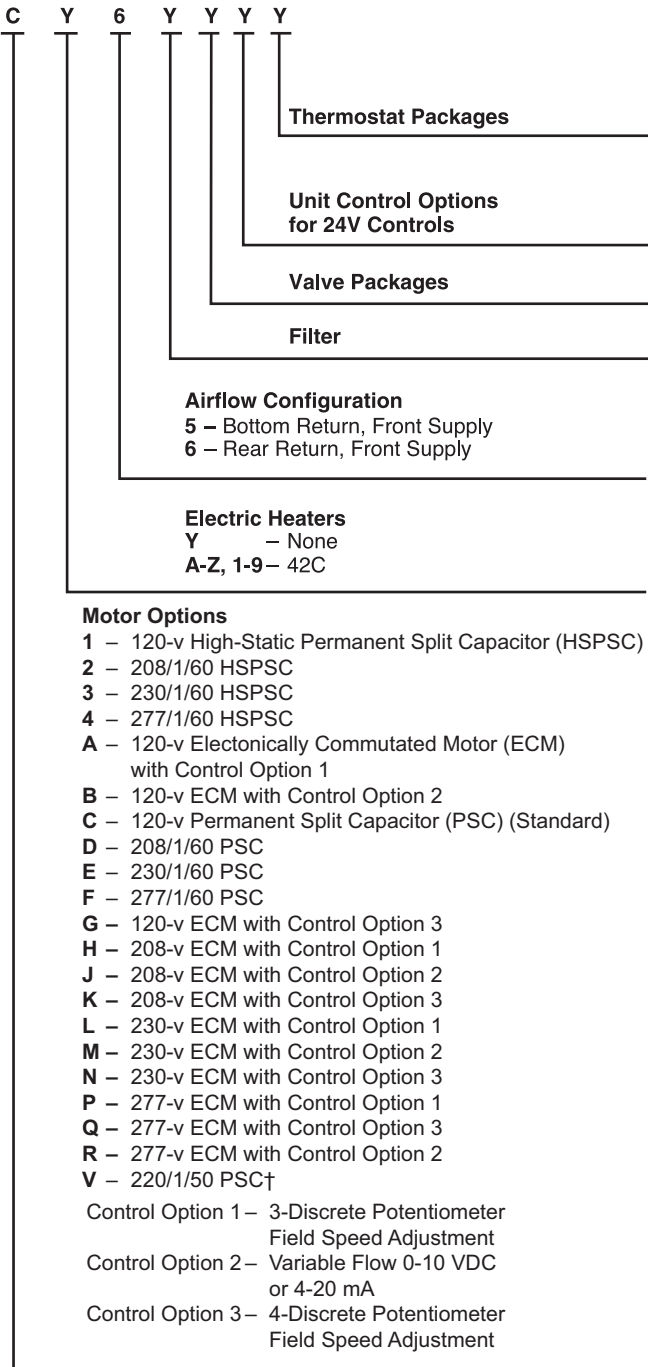 C Y 6 Y Y Y Y
Thermostat Packages
Unit Control Options
for 24V Controls
Valve Packages
Filter
Airflow Configuration
5 – Bottom Return, Front Supply
6 – Rear Return, Front Supply
Electric Heaters
Y – None
A-Z, 1-9 – 42C
Motor Options
1 – 120-v High-Static Permanent Split Capacitor (HSPSC)
2 – 208/1/60 HSPSC
3 – 230/1/60 HSPSC
4 – 277/1/60 HSPSC
A – 120-v Electonically Commutated Motor (ECM)
with Control Option 1
B – 120-v ECM with Control Option 2
C – 120-v Permanent Split Capacitor (PSC) (Standard)
D – 208/1/60 PSC
E – 230/1/60 PSC
F – 277/1/60 PSC
G – 120-v ECM with Control Option 3
H – 208-v ECM with Control Option 1
J – 208-v ECM with Control Option 2
K – 208-v ECM with Control Option 3
L – 230-v ECM with Control Option 1
M – 230-v ECM with Control Option 2
N – 230-v ECM with Control Option 3
P – 277-v ECM with Control Option 1
Q – 277-v ECM with Control Option 3
R – 277-v ECM with Control Option 2
V – 220/1/50 PSC†
Control Option 1 – 3-Discrete Potentiometer
Field Speed Adjustment
Control Option 2 – Variable Flow 0-10 VDC
or 4-20 mA
Control Option 3 – 4-Discrete Potentiometer
Field Speed Adjustment